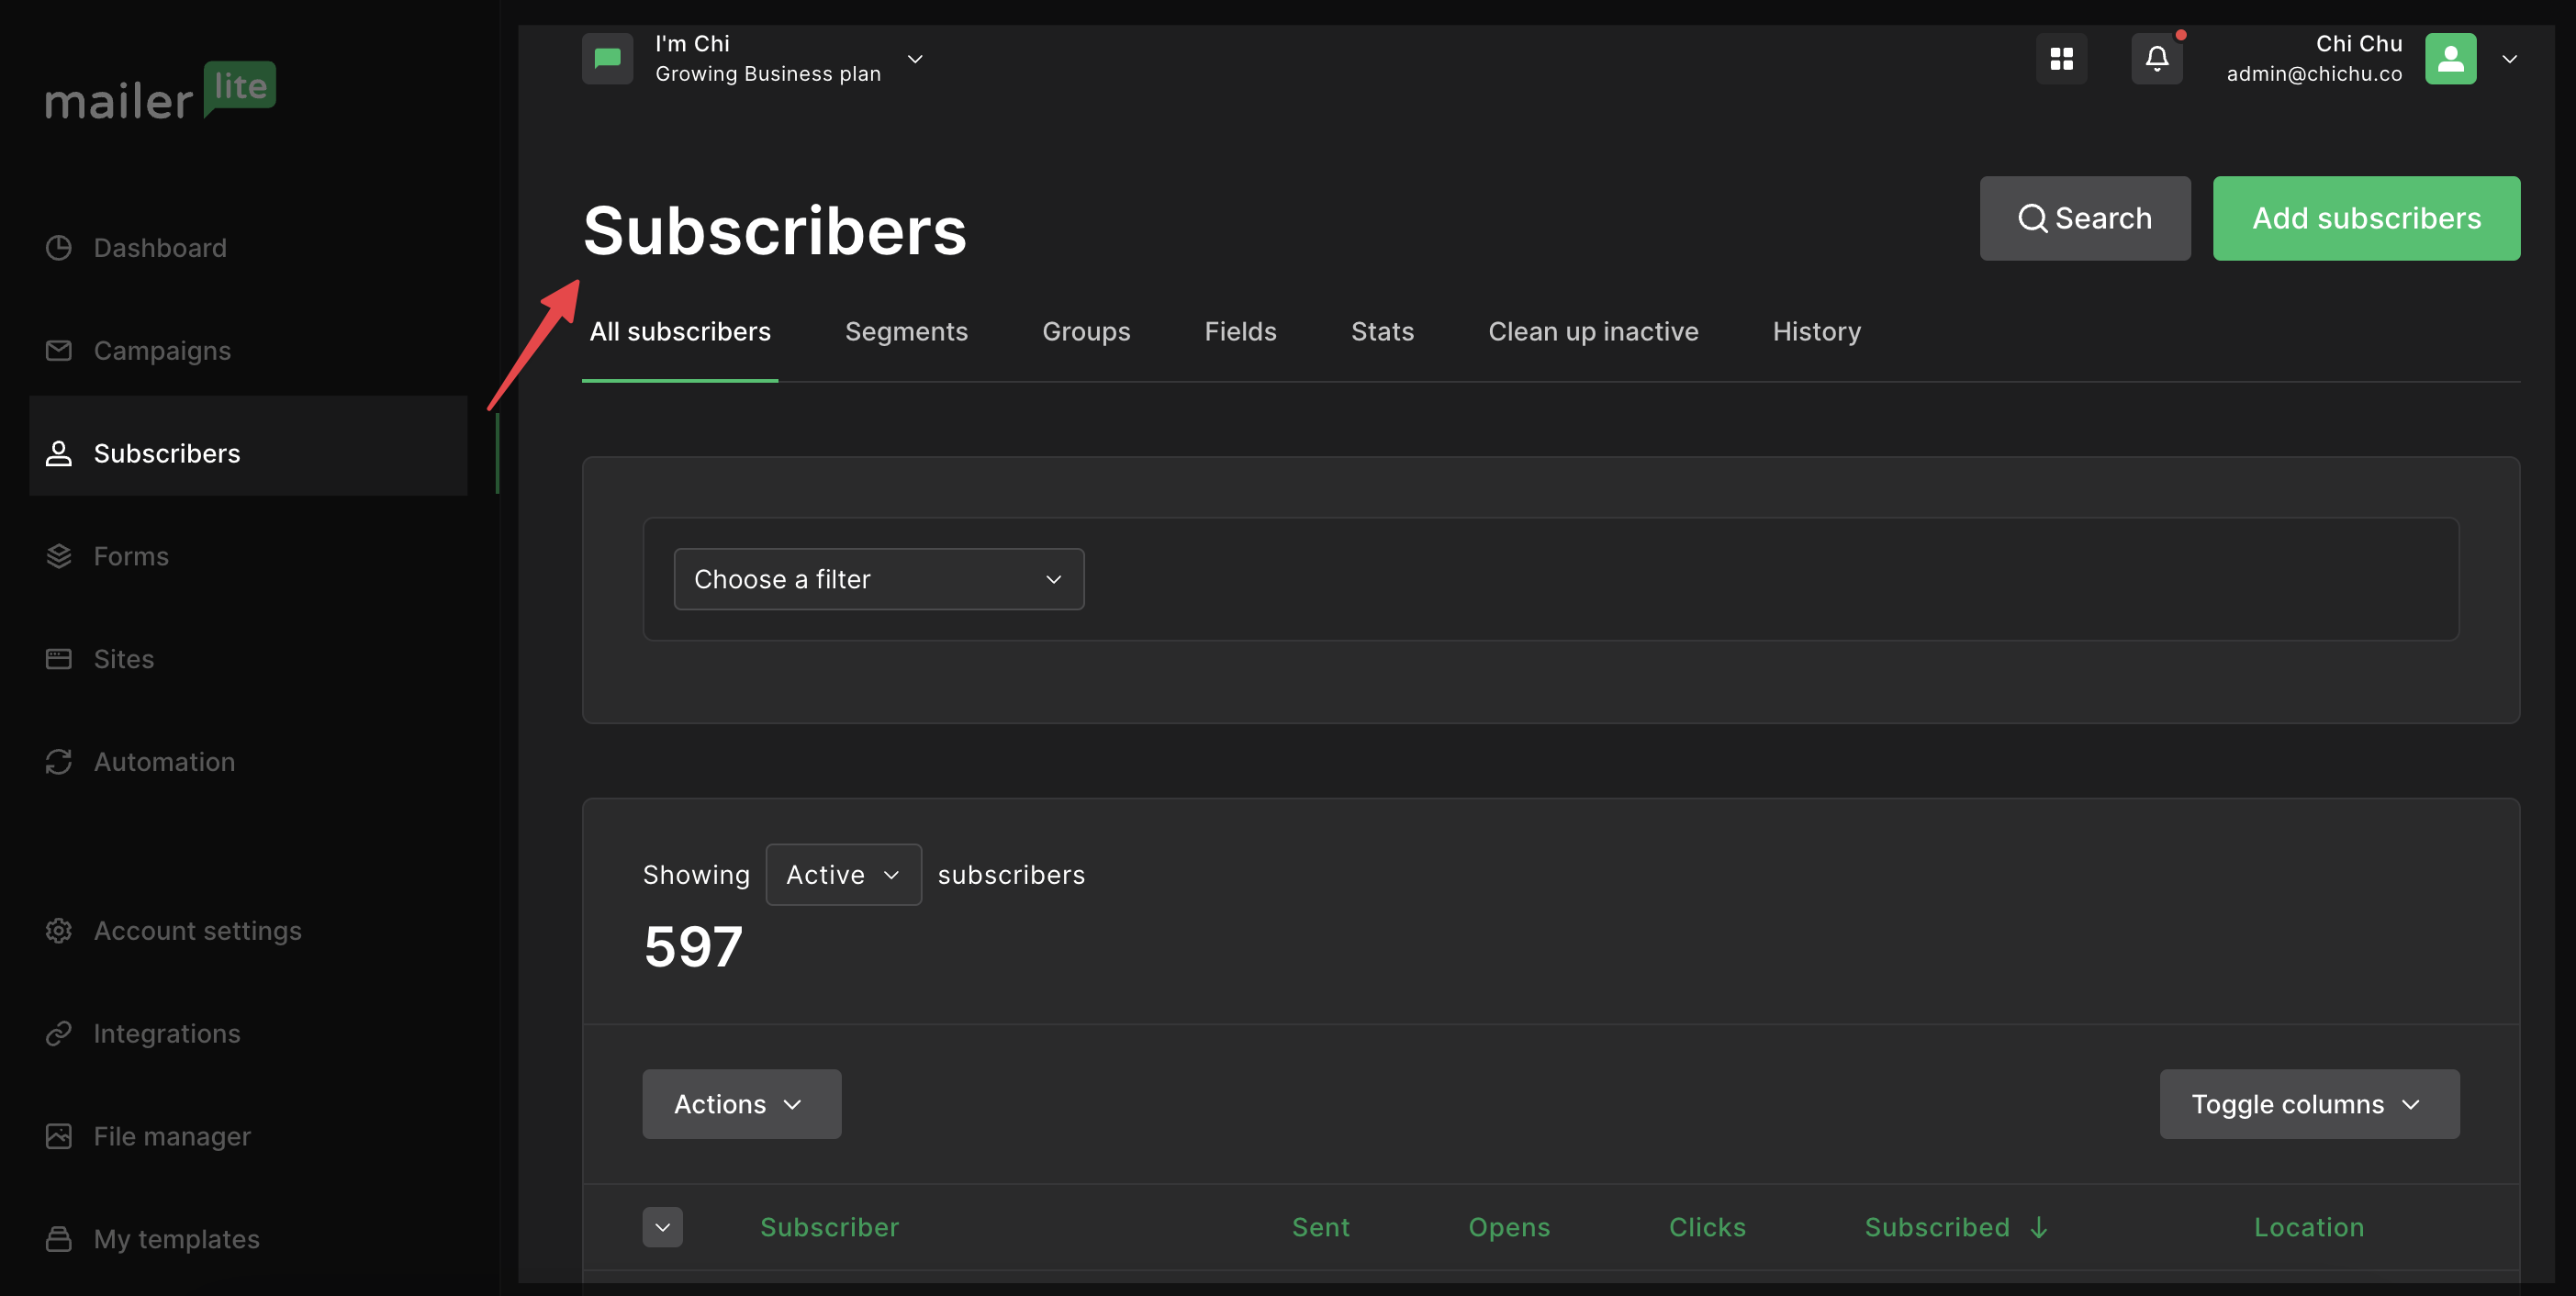 mailer lite
Dashboard
Campaigns
Subscribers
Forms
Sites
Automation
Account settings
Integrations
File manager
My templates
I'm Chi
Growing Business plan
Chi Chu
admin@chichu.co
Subscribers
Search
Add subscribers
All subscribers
Segments
Groups
Fields
Stats
Clean up inactive
History
Choose a filter
Showing Active subscribers
597
Actions
Toggle columns
Subscriber
Sent
Opens
Clicks
Subscribed
Location